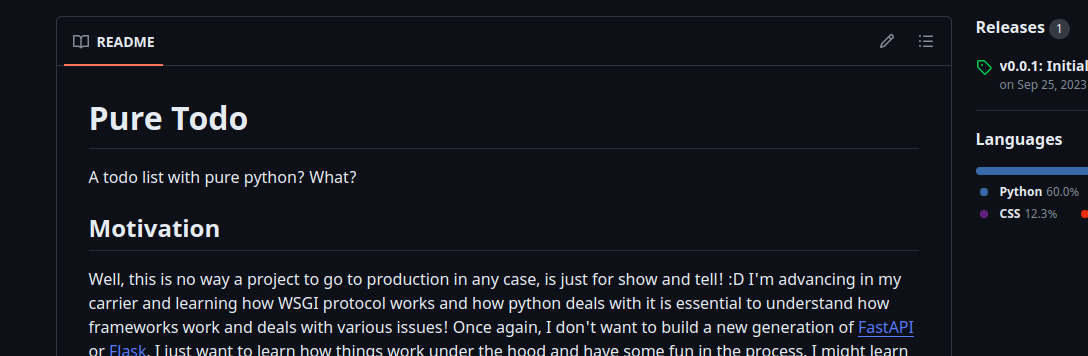 README
Pure Todo
A todo list with pure python? What?
Motivation
Well, this is no way a project to go to production in any case, is just for show and tell! :D I'm advancing in my
carrier and learning how WSGI protocol works and how python deals with it is essential to understand how
frameworks work and deals with various issues! Once again, I don't want to build a new generation of FastAPI
or Flask. I just want to learn how things work under the hood and have some fun in the process. I might learn
Releases 1
v0.0.1: Initial
on Sep 25, 2023
Languages
Python 60.0%
CSS 12.3%